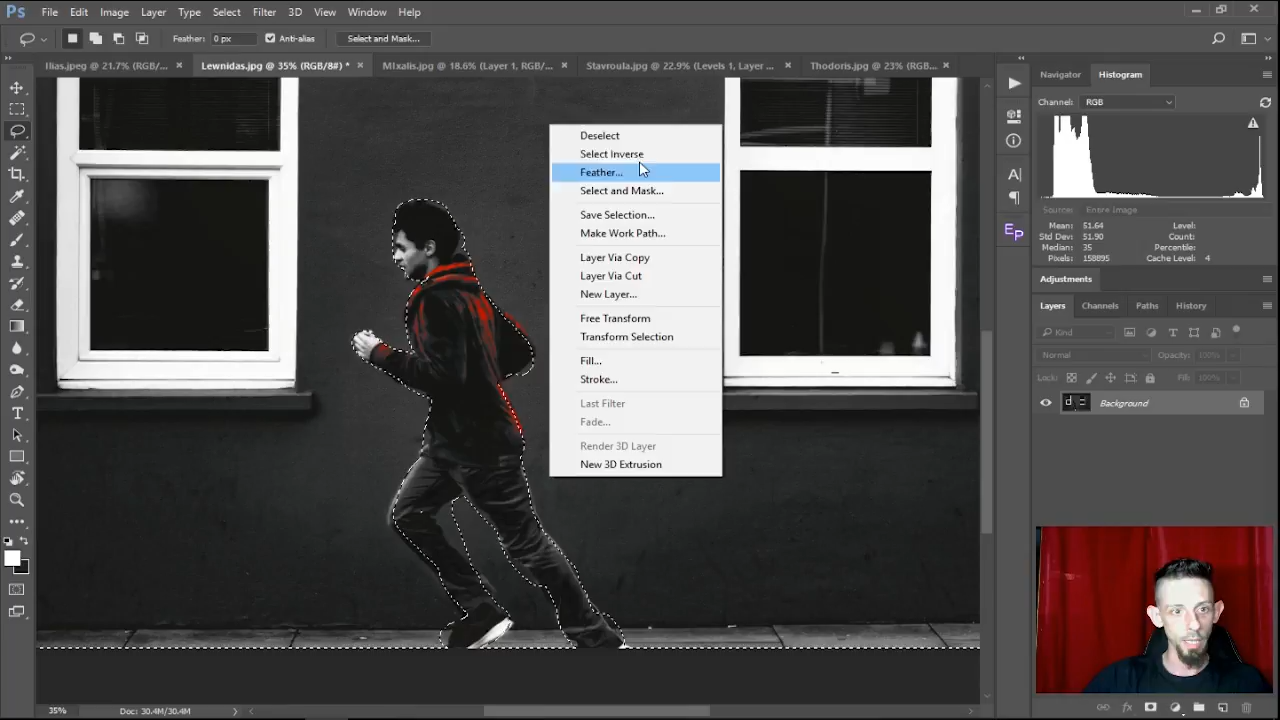 Ps File Edit Image Layer Type Select Filter 3D View Window Help
Feather: 0 px Anti-alias Select and Mask...
Ilias.jpeg @ 21.7% (RGB/... × Lewnidas.jpg @ 35% (RGB/8#) * × MIxalis.jpg @ 18.6% (Layer 1, RGB/... × Stavroula.jpg @ 22.9% (Levels 1, Layer ... × Thodoris.jpg @ 23% (RGB... ×
Deselect
Select Inverse
Feather...
Select and Mask...
Save Selection...
Make Work Path...
Layer Via Copy
Layer Via Cut
New Layer...
Free Transform
Transform Selection
Fill...
Stroke...
Last Filter
Fade...
Render 3D Layer
New 3D Extrusion
Navigator Histogram
Channel: RGB
Source: Entire Image
Mean: 51.64 Level:
Std Dev: 51.90 Count:
Median: 35 Percentile:
Pixels: 158895 Cache Level: 4
Adjustments
Layers Channels Paths History
Kind
Normal Opacity: 100%
Lock: Fill: 100%
Background
EP
35% Doc: 30.4M/30.4M